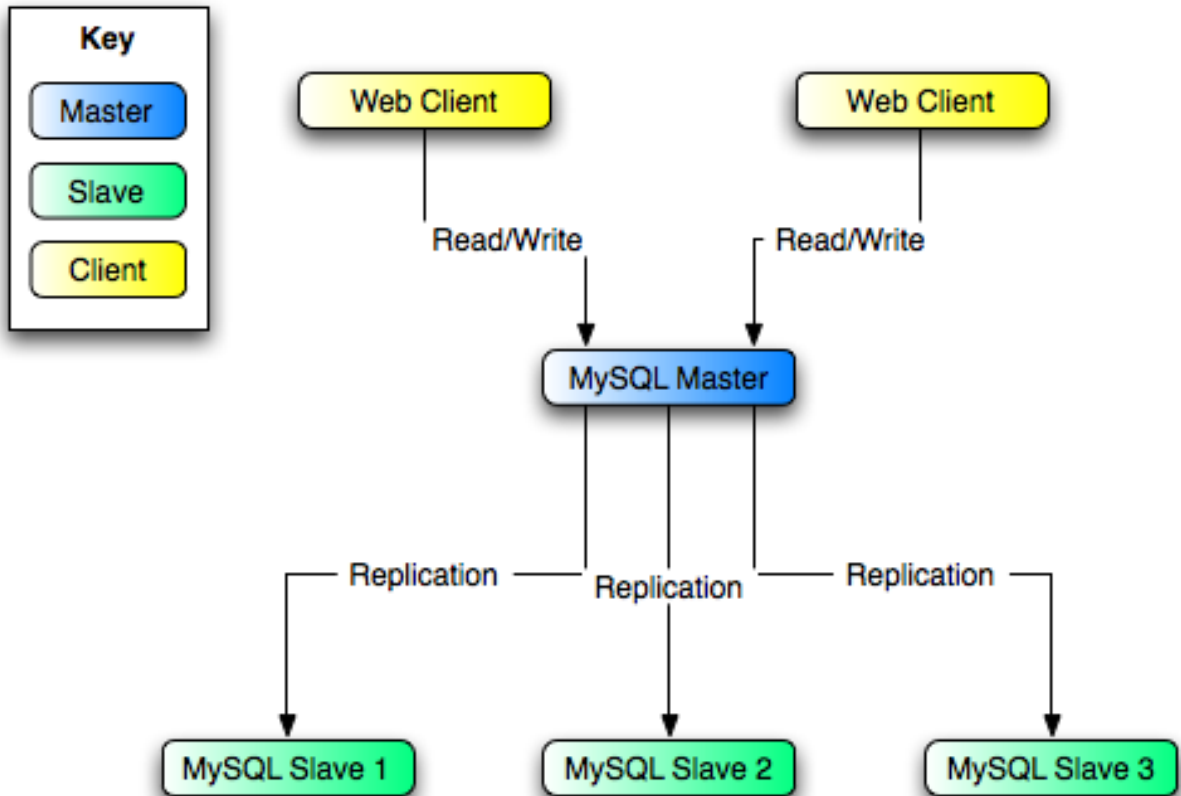 Key
Master
Slave
Client
Web Client
Web Client
Read/Write
Read/Write
MySQL Master
Replication
Replication
Replication
MySQL Slave 1
MySQL Slave 2
MySQL Slave 3